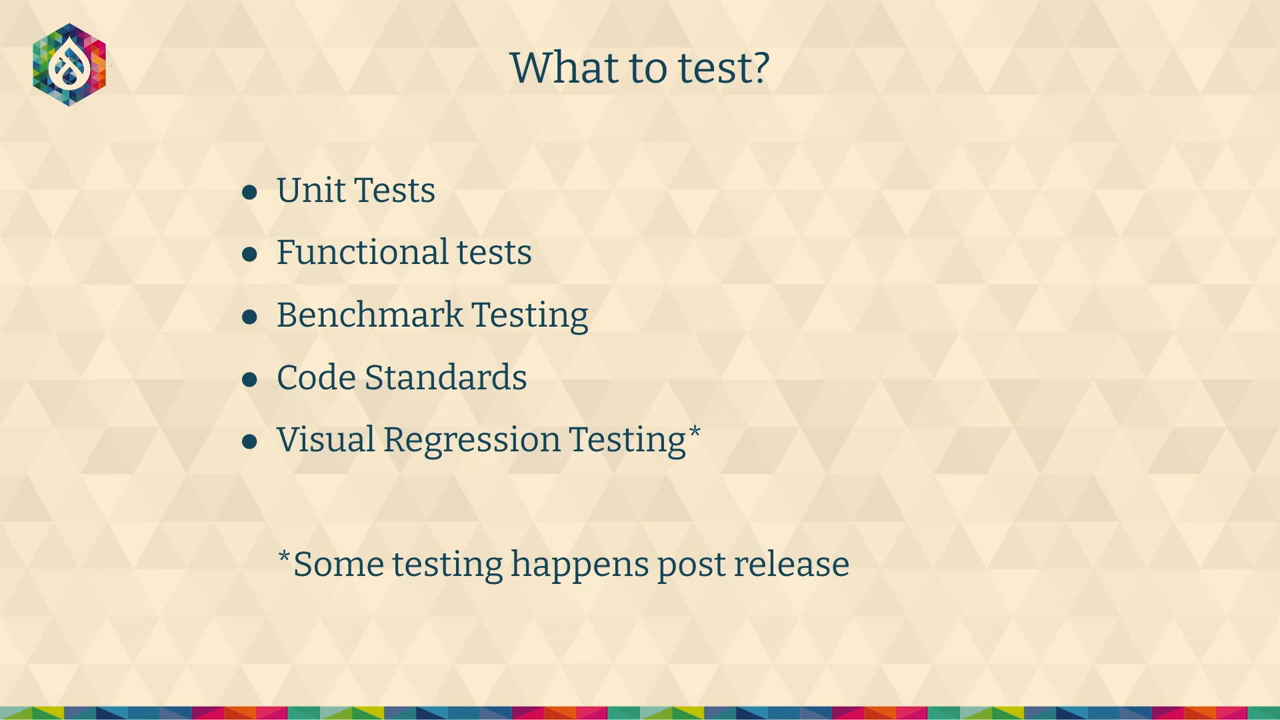 What to test?
● Unit Tests
● Functional tests
● Benchmark Testing
● Code Standards
● Visual Regression Testing*
*Some testing happens post release